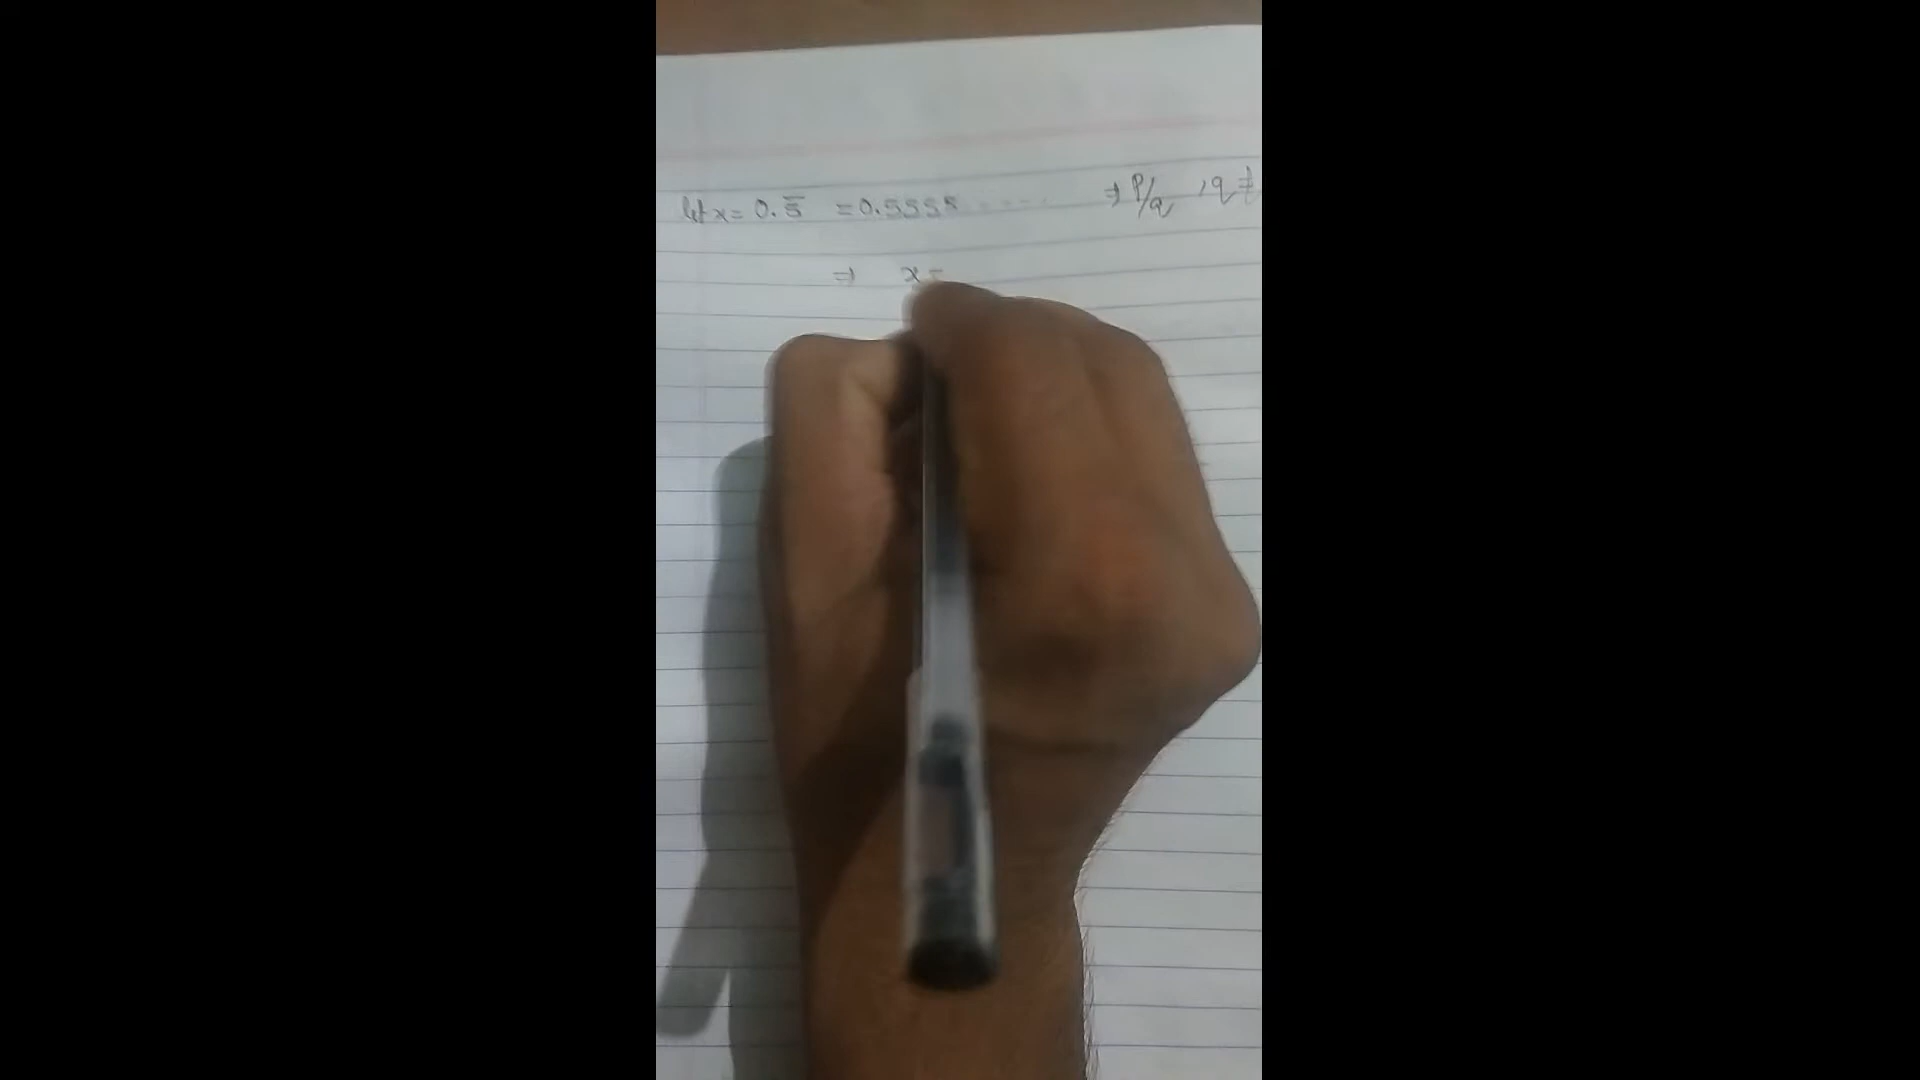 let x = 0.5̅ = 0.5555 ..... ⇒ P/q , q ≠
⇒ x =